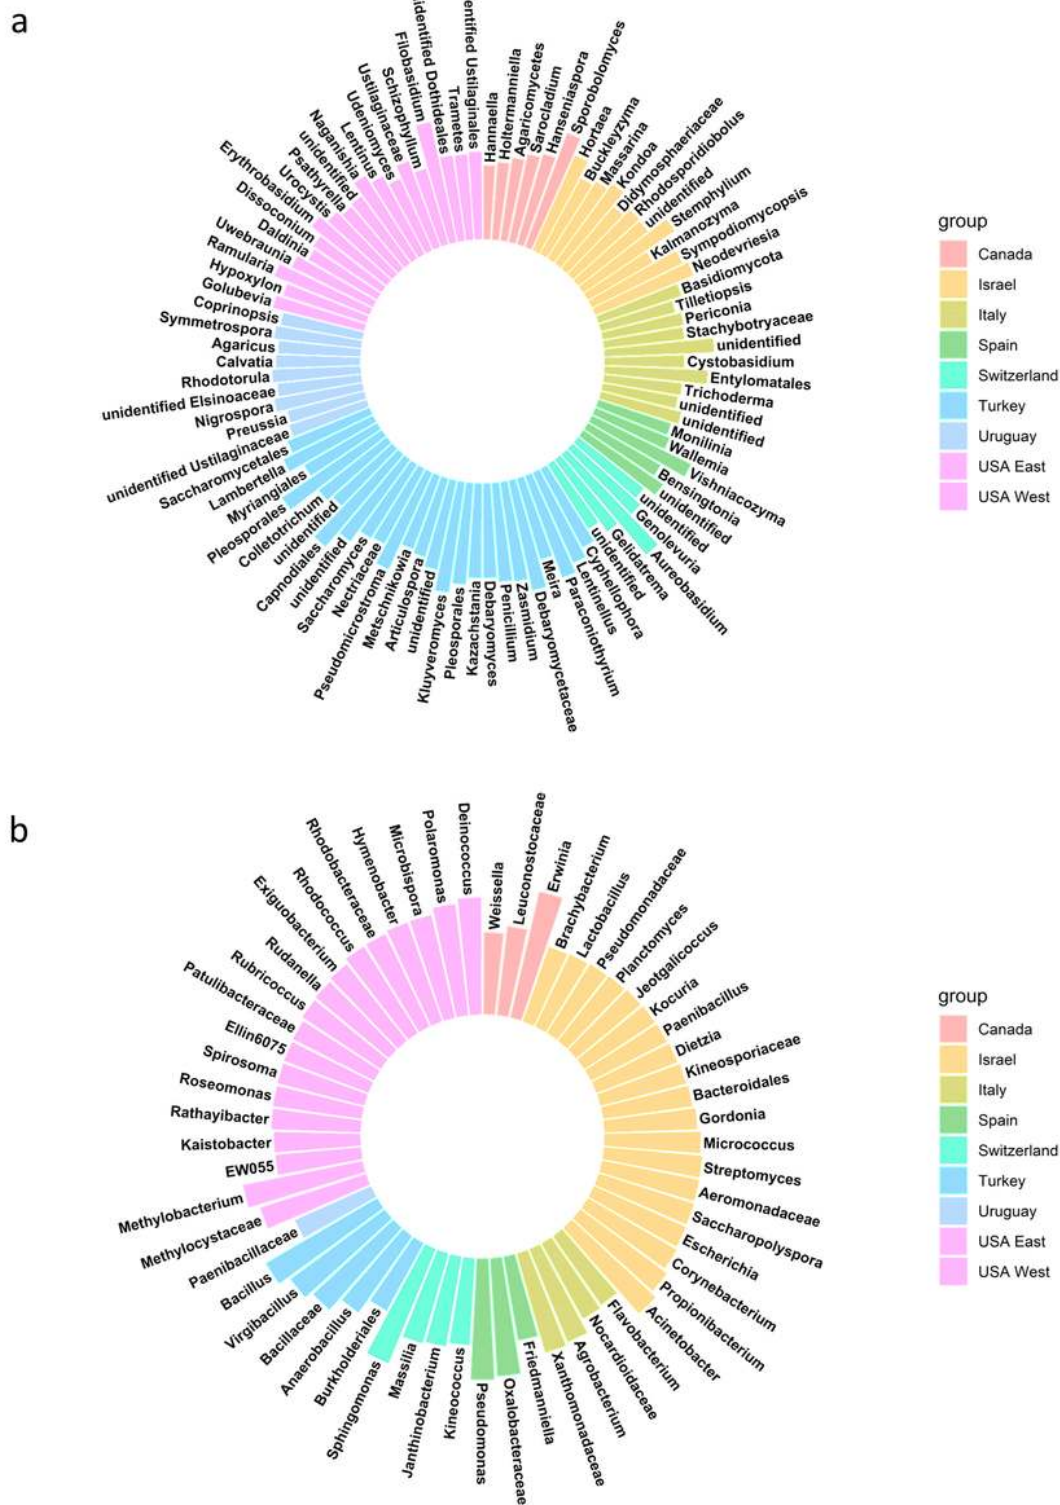 a
Hannaella
Holtermanniella
Agaricomycetes
Sarocladium
Hanseniaspora
Sporobolomyces
Hortaea
Buckleyzyma
Massarina
Kondoa
Didymosphaeriaceae
Rhodosporidiobolus
unidentified
Stemphylium
Kalmanozyma
Sympodiomycopsis
Neodevriesia
Basidiomycota
Tilletiopsis
Periconia
Stachybotryaceae
unidentified
Cystobasidium
Entylomatales
Trichoderma
unidentified
unidentified
Monilinia
Wallemia
Vishniacozyma
Bensingtonia
unidentified
unidentified
Genolevuria
Aureobasidium
Gelidatrema
unidentified
Cyphellophora
Lentinellus
Paraconiothyrium
Meira
Debaryomycetaceae
Zasmidium
Penicillium
Debaryomyces
Kazachstania
Pleosporales
Kluyveromyces
unidentified
Articulospora
Metschnikowia
Pseudomicrostroma
Nectriaceae
Saccharomyces
unidentified
Capnodiales
unidentified
Colletotrichum
Pleosporales
Myriangiales
Lambertella
Saccharomycetales
unidentified Ustilaginaceae
Preussia
Nigrospora
unidentified Elsinoaceae
Rhodotorula
Calvatia
Agaricus
Symmetrospora
Coprinopsis
Golubevia
Hypoxylon
Ramularia
Uwebraunia
Daldinia
Dissoconium
Erythrobasidium
Urocystis
Psathyrella
unidentified
Naganishia
Lentinus
Udeniomyces
Ustilaginaceae
Schizophyllum
Filobasidium
identified Dothideales
Trametes
entified Ustilaginales
group
Canada
Israel
Italy
Spain
Switzerland
Turkey
Uruguay
USA East
USA West
b
Weissella
Leuconostocaceae
Erwinia
Brachybacterium
Lactobacillus
Pseudomonadaceae
Planctomyces
Jeotgalicoccus
Kocuria
Paenibacillus
Dietzia
Kineosporiaceae
Bacteroidales
Gordonia
Micrococcus
Streptomyces
Aeromonadaceae
Saccharopolyspora
Escherichia
Corynebacterium
Propionibacterium
Acinetobacter
Flavobacterium
Nocardioidaceae
Agrobacterium
Xanthomonadaceae
Friedmanniella
Oxalobacteraceae
Pseudomonas
Kineococcus
Janthinobacterium
Massilia
Sphingomonas
Burkholderiales
Anaerobacillus
Bacillaceae
Virgibacillus
Bacillus
Paenibacillaceae
Methylocystaceae
Methylobacterium
EW055
Kaistobacter
Rathayibacter
Roseomonas
Spirosoma
Ellin6075
Patulibacteraceae
Rubricoccus
Rudanella
Exiguobacterium
Rhodococcus
Rhodobacteraceae
Hymenobacter
Microbispora
Polaromonas
Deinococcus
group
Canada
Israel
Italy
Spain
Switzerland
Turkey
Uruguay
USA East
USA West